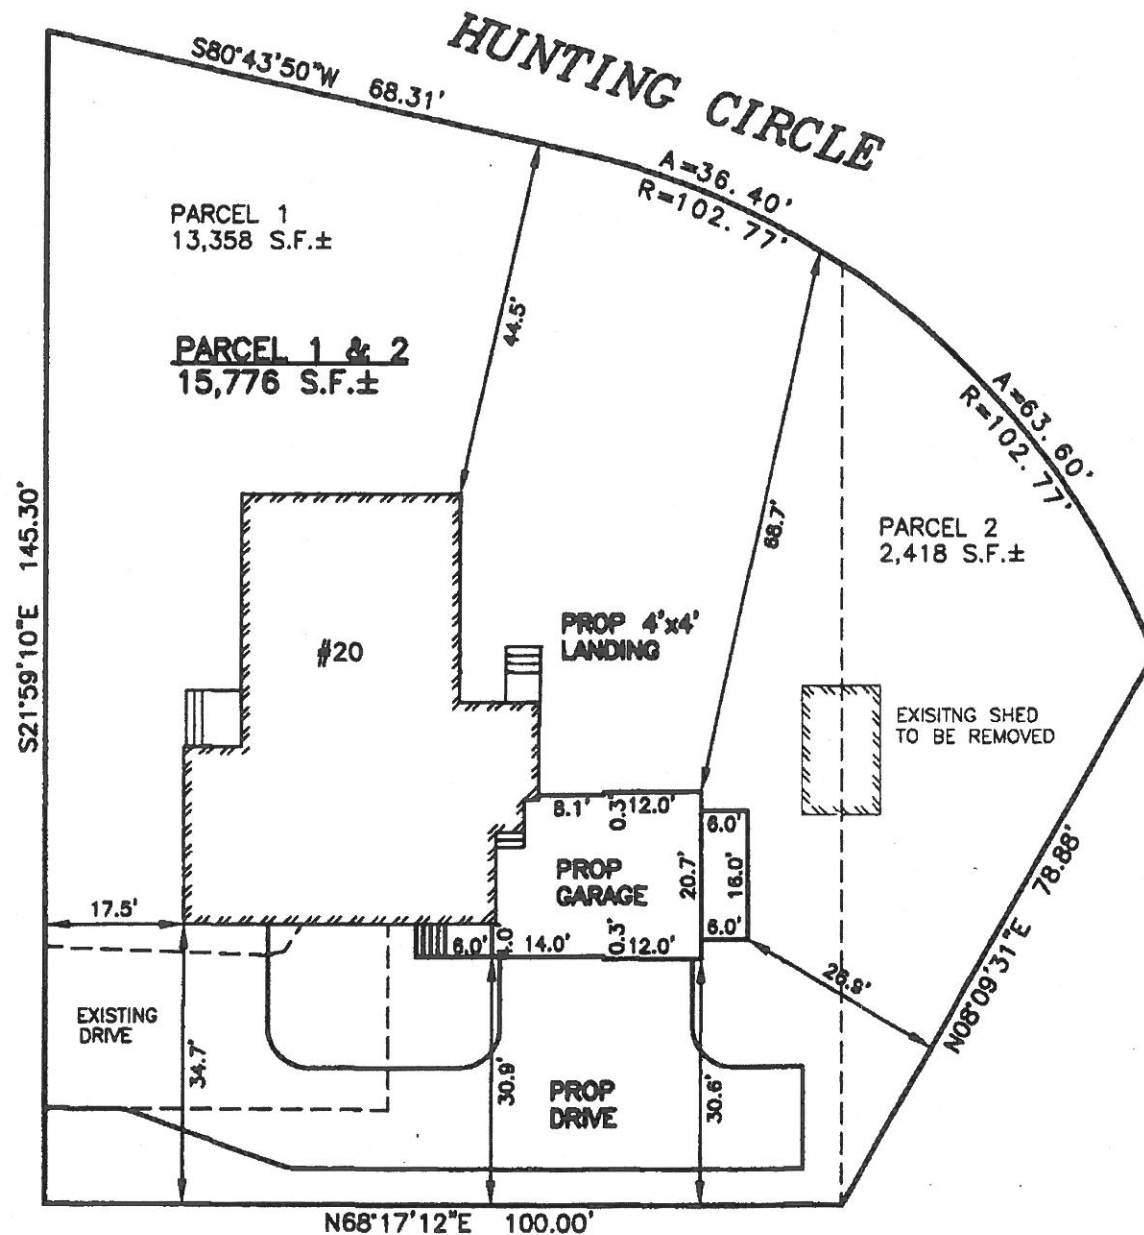 HUNTING CIRCLE
S80°43'50"W 68.31'
A=36.40'
R=102.77'
PARCEL 1
13,358 S.F.±
44.5'
PARCEL 1 & 2
15,776 S.F.±
A=63.60'
R=102.77'
68.7'
PARCEL 2
2,418 S.F.±
S21°59'10"E 145.30'
#20
PROP 4'x4'
LANDING
EXISITNG SHED
TO BE REMOVED
8.1' 0.3' 12.0'
6.0'
PROP
GARAGE
20.7'
16.0'
N08°09'31"E 78.88'
17.5'
6.0'
14.0' 0.3' 12.0'
6.0'
EXISTING
DRIVE
34.7'
30.9'
PROP
DRIVE
30.6'
N68°17'12"E 100.00'